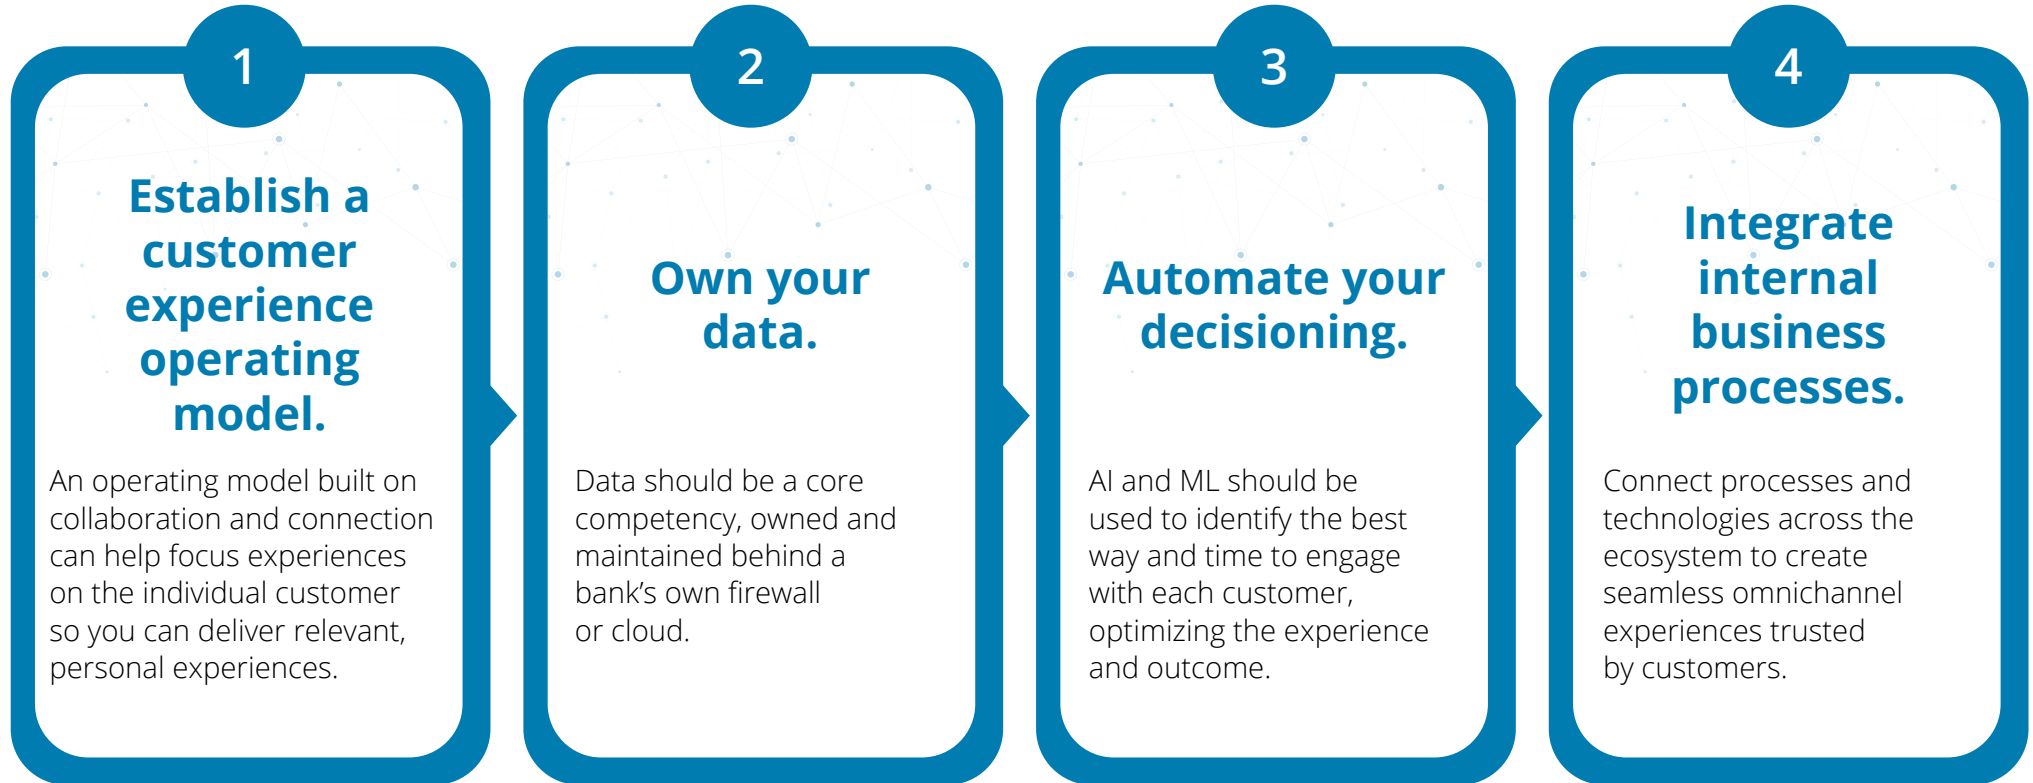 1
Establish a
customer
experience
operating
model.
An operating model built on
collaboration and connection
can help focus experiences
on the individual customer
so you can deliver relevant,
personal experiences.
2
Own your
data.
Data should be a core
competency, owned and
maintained behind a
bank’s own firewall
or cloud.
3
Automate your
decisioning.
AI and ML should be
used to identify the best
way and time to engage
with each customer,
optimizing the experience
and outcome.
4
Integrate
internal
business
processes.
Connect processes and
technologies across the
ecosystem to create
seamless omnichannel
experiences trusted
by customers.